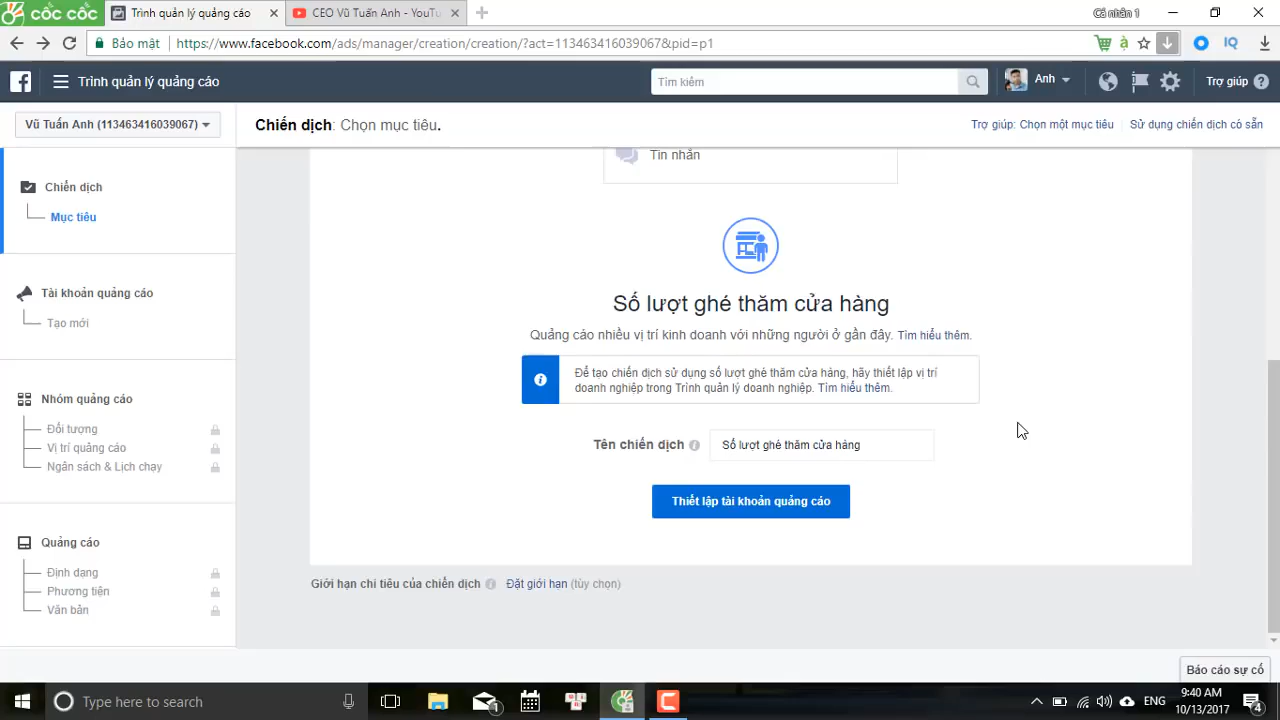 cốc cốc
Trình quản lý quảng cáo
CEO Vũ Tuấn Anh - YouTu
Cá nhân 1
Bảo mật
https://www.facebook.com/ads/manager/creation/creation/?act=113463416039067&pid=p1
Trình quản lý quảng cáo
Tìm kiếm
Anh
Trợ giúp
Vũ Tuấn Anh (113463416039067)
Chiến dịch: Chọn mục tiêu.
Trợ giúp: Chọn một mục tiêu
Sử dụng chiến dịch có sẵn
Chiến dịch
Mục tiêu
Tài khoản quảng cáo
Tạo mới
Nhóm quảng cáo
Đối tượng
Vị trí quảng cáo
Ngân sách & Lịch chạy
Quảng cáo
Định dạng
Phương tiện
Văn bản
Tin nhắn
Số lượt ghé thăm cửa hàng
Quảng cáo nhiều vị trí kinh doanh với những người ở gần đây. Tìm hiểu thêm.
Để tạo chiến dịch sử dụng số lượt ghé thăm cửa hàng, hãy thiết lập vị trí
doanh nghiệp trong Trình quản lý doanh nghiệp. Tìm hiểu thêm.
Tên chiến dịch
Số lượt ghé thăm cửa hàng
Thiết lập tài khoản quảng cáo
Giới hạn chi tiêu của chiến dịch
Đặt giới hạn (tùy chọn)
Báo cáo sự cố
Type here to search
1
ENG
9:40 AM
10/13/2017
4